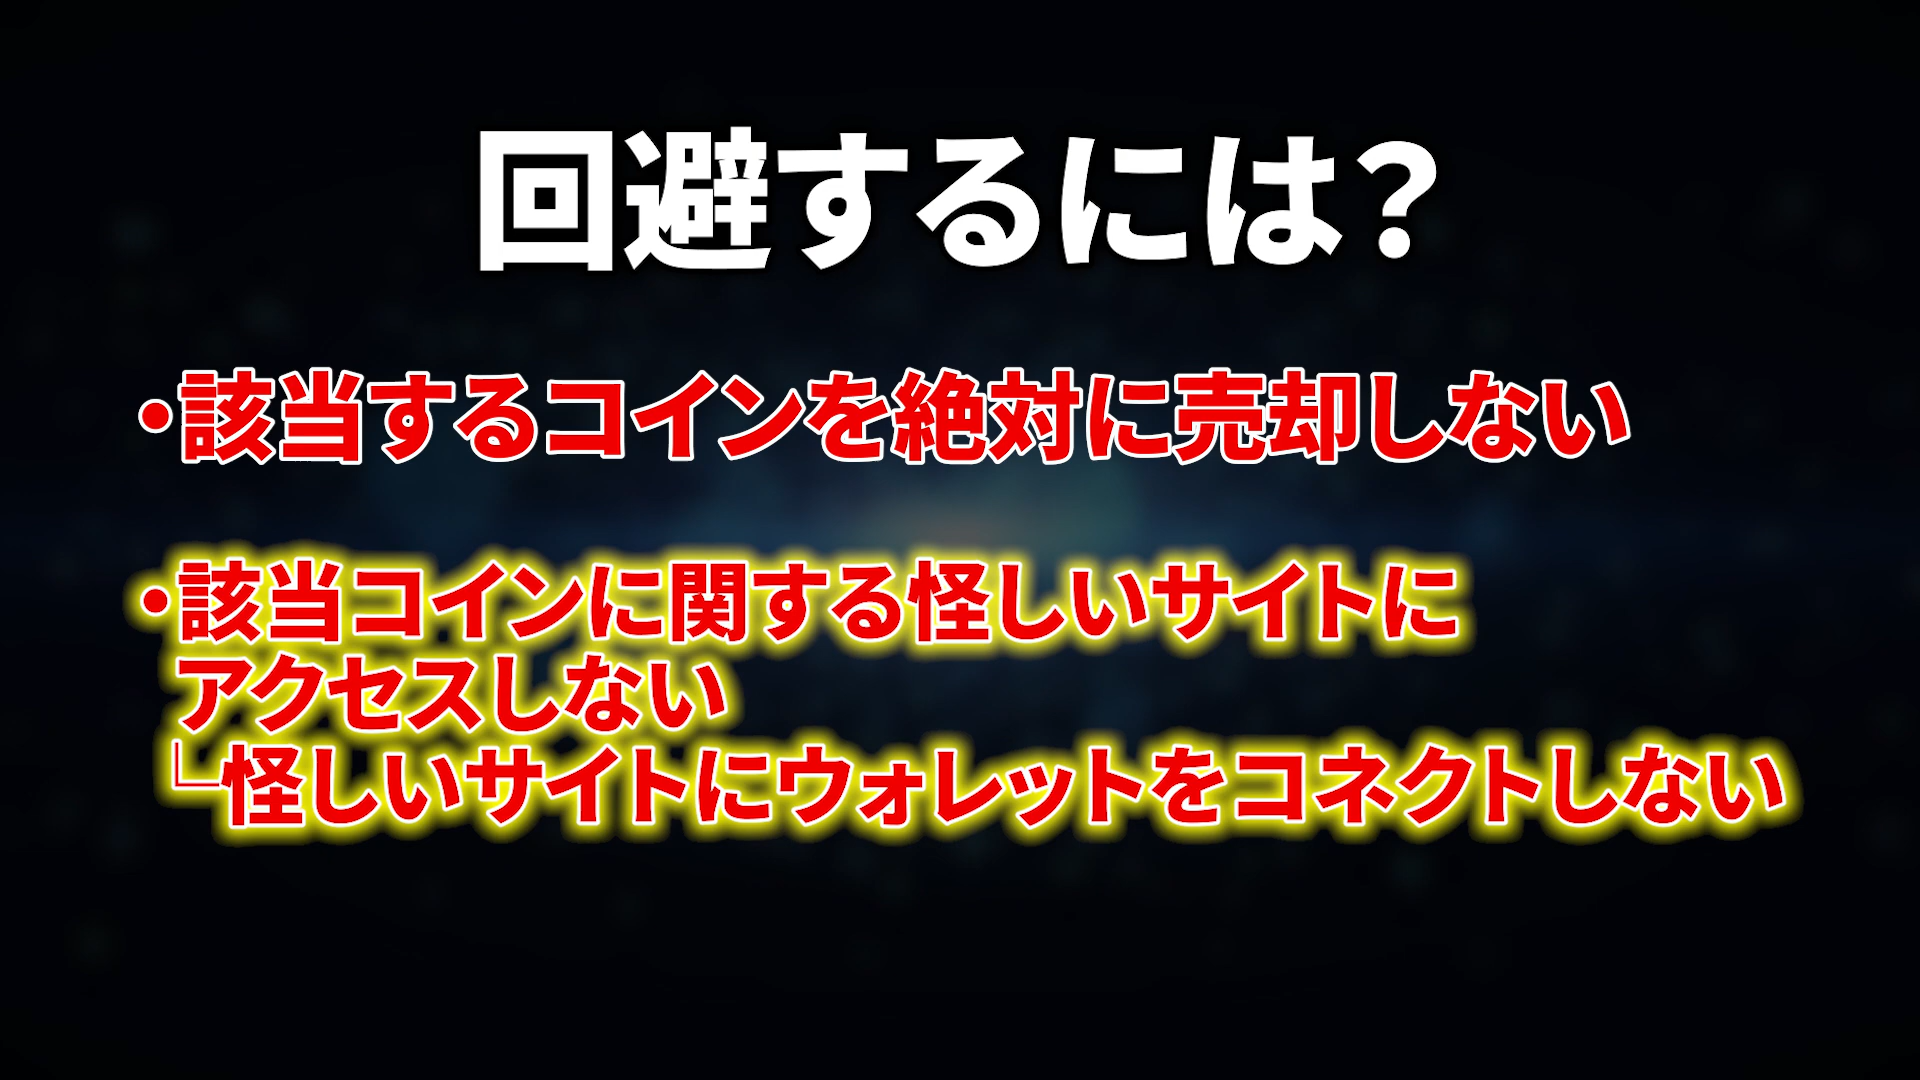 回避するには？
・該当するコインを絶対に売却しない
・該当コインに関する怪しいサイトに
アクセスしない
└怪しいサイトにウォレットをコネクトしない